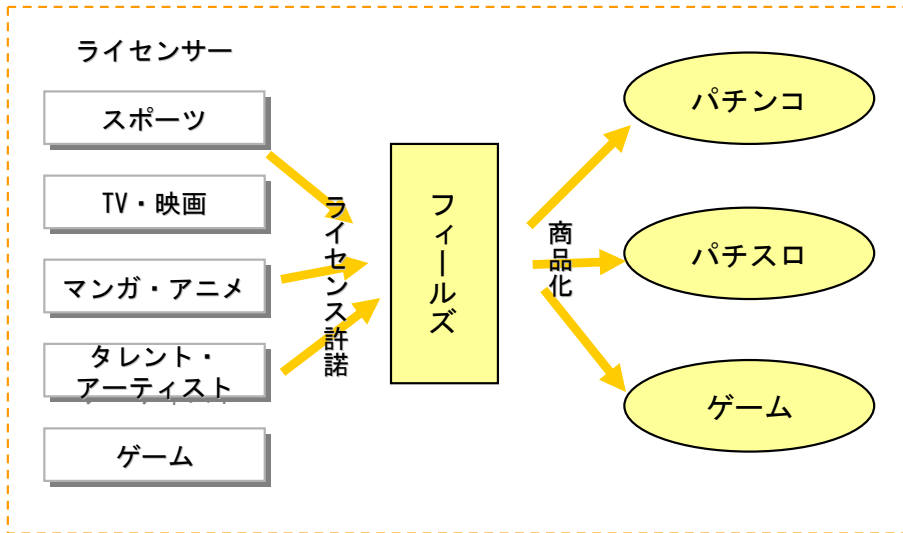 ライセンサー
スポーツ
TV・映画
マンガ・アニメ
タレント・
アーティスト
ゲーム
ライセンス許諾
フィールズ
商品化
パチンコ
パチスロ
ゲーム